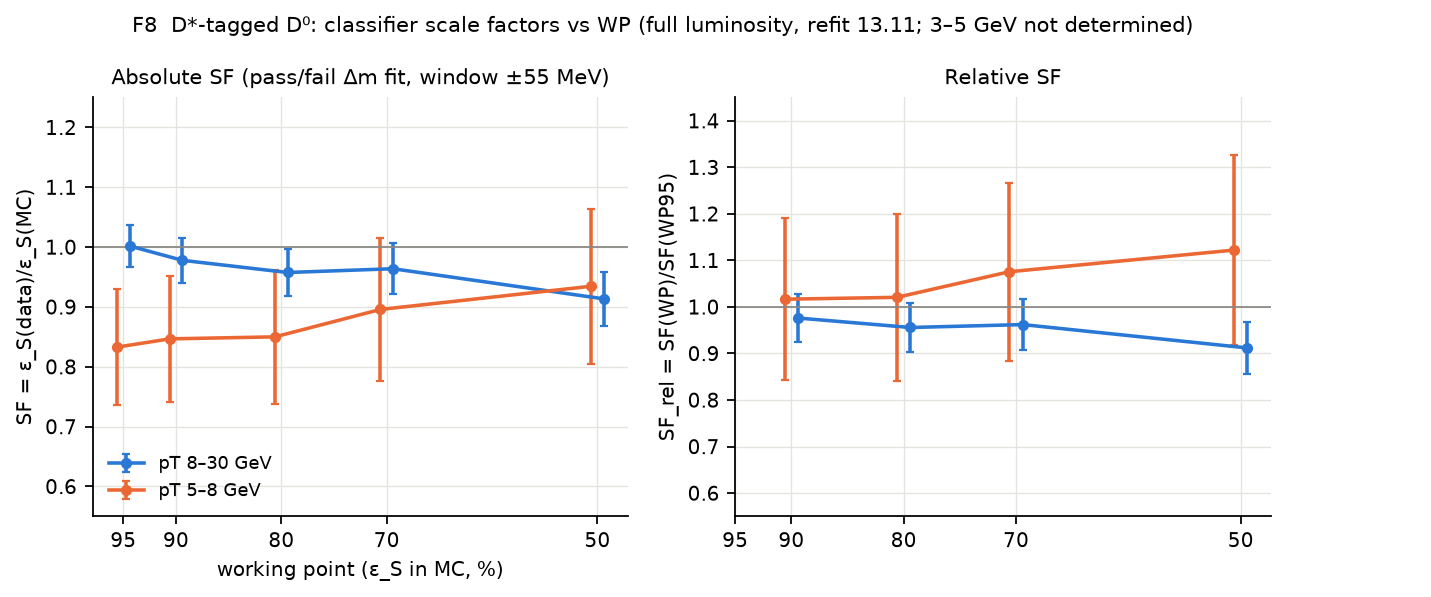 F8  D*-tagged D⁰: classifier scale factors vs WP (full luminosity, refit 13.11; 3–5 GeV not determined)
Absolute SF (pass/fail Δm fit, window ±55 MeV)
SF = ε_S(data)/ε_S(MC)
1.2
1.1
1.0
0.9
0.8
0.7
0.6
pT 8–30 GeV
pT 5–8 GeV
95 90 80 70 50
working point (ε_S in MC, %)
Relative SF
SF_rel = SF(WP)/SF(WP95)
1.4
1.3
1.2
1.1
1.0
0.9
0.8
0.7
0.6
95 90 80 70 50